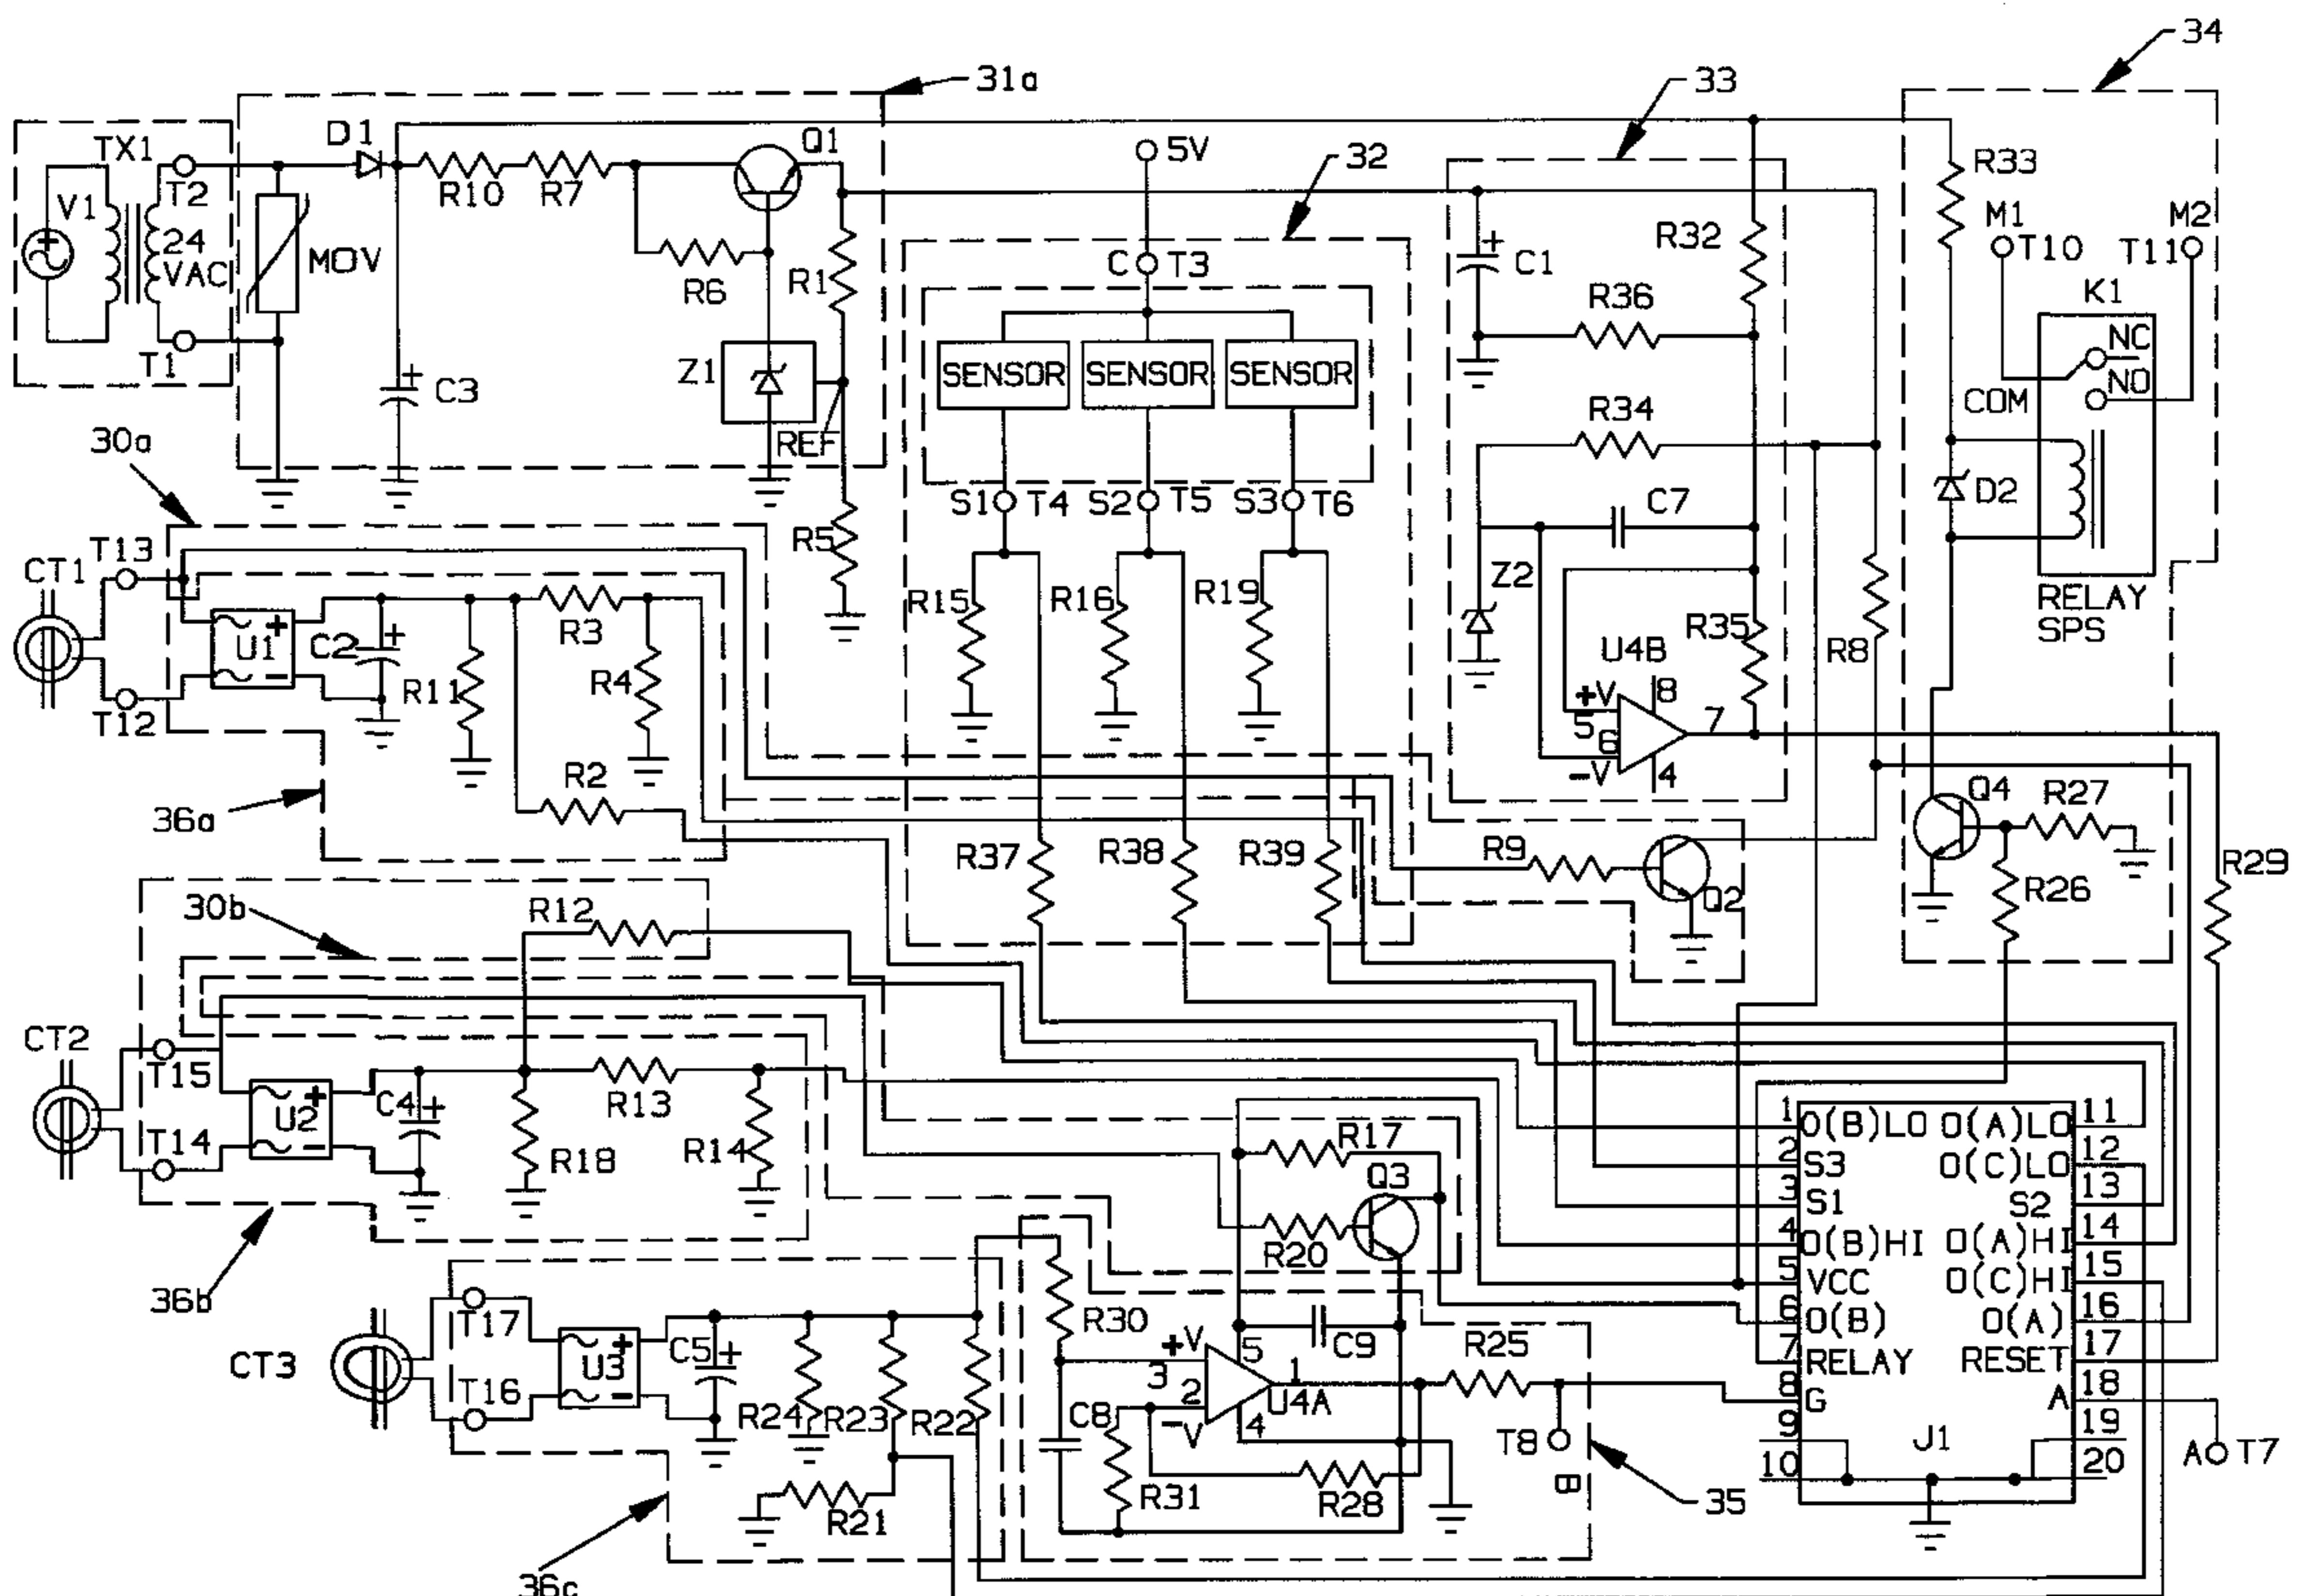 34
31a
33
TX1
D1
Q1
5V
32
T2
R10
R7
R33
V1
24
VAC
MOV
R6
R1
C
T3
C1
R32
M1
T10
M2
T11
R36
K1
T1
C3
Z1
REF
SENSOR
SENSOR
SENSOR
NC
NO
COM
R34
30a
S1
T4
S2
T5
S3
T6
C7
D2
T13
CT1
R5
R15
R16
R19
Z2
RELAY
SPS
U1
+
−
C2
+
R3
R11
R4
T12
R35
U4B
R8
+V
8
5
6
7
−V
4
R2
36a
Q4
R27
R37
R38
R39
R9
Q2
R26
R29
30b
R12
CT2
T15
T14
U2
+
−
C4
+
R13
R18
R14
R17
Q3
R20
36b
1
O(B)LO
O(A)LO
11
2
S3
O(C)LO
12
3
S1
S2
13
4
O(B)HI
O(A)HI
14
5
VCC
O(C)HI
15
6
O(B)
O(A)
16
7
RELAY
RESET
17
8
G
A
18
9
19
10
J1
20
T17
CT3
T16
U3
+
−
C5
+
R24
R23
R22
R21
R30
+V
3
2
−V
5
1
U4A
4
C9
R25
C8
R31
R28
T8
B
35
A
T7
36c